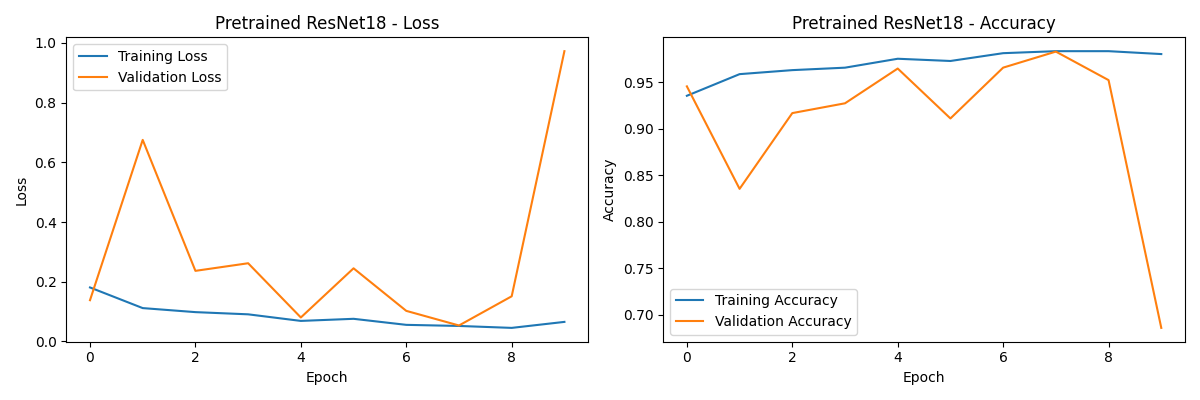 Pretrained ResNet18 - Loss
Training Loss
Validation Loss
1.0
0.8
0.6
0.4
0.2
0.0
Loss
0 2 4 6 8
Epoch
Pretrained ResNet18 - Accuracy
0.95
0.90
0.85
0.80
0.75
0.70
Accuracy
Training Accuracy
Validation Accuracy
0 2 4 6 8
Epoch